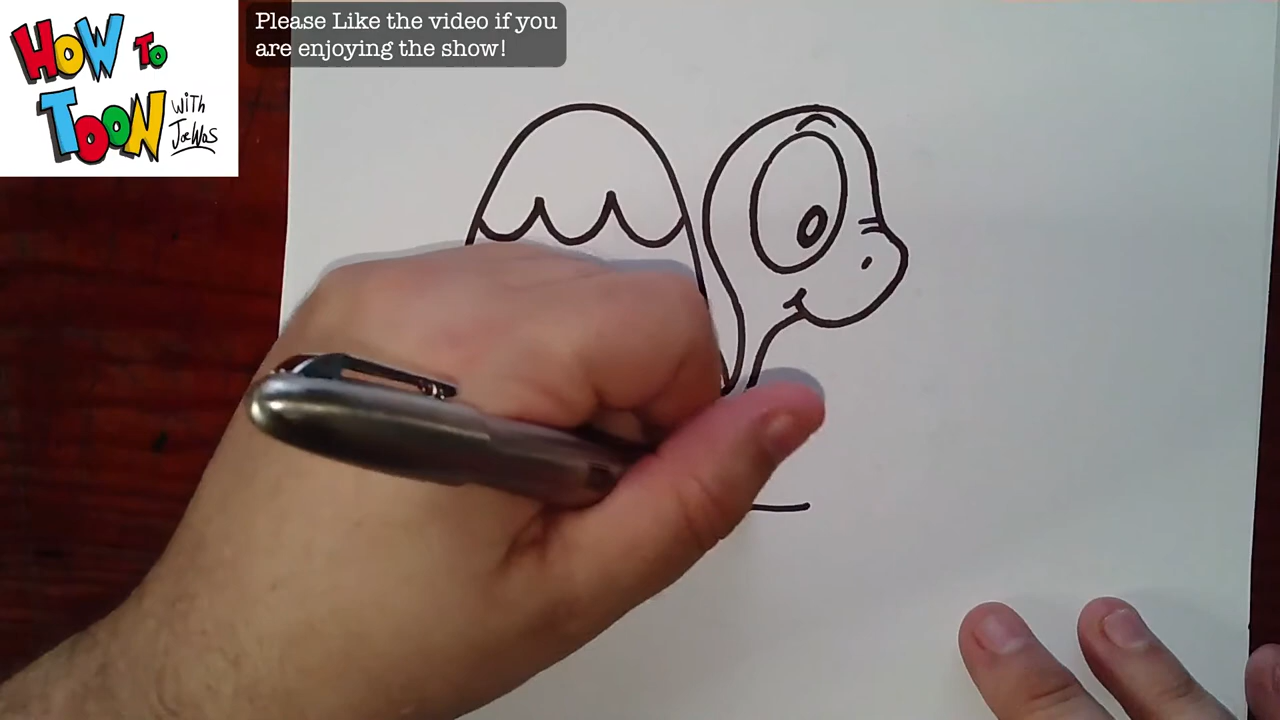 Please Like the video if you
are enjoying the show!
HOW TO
TOON
WITH
JoeWos